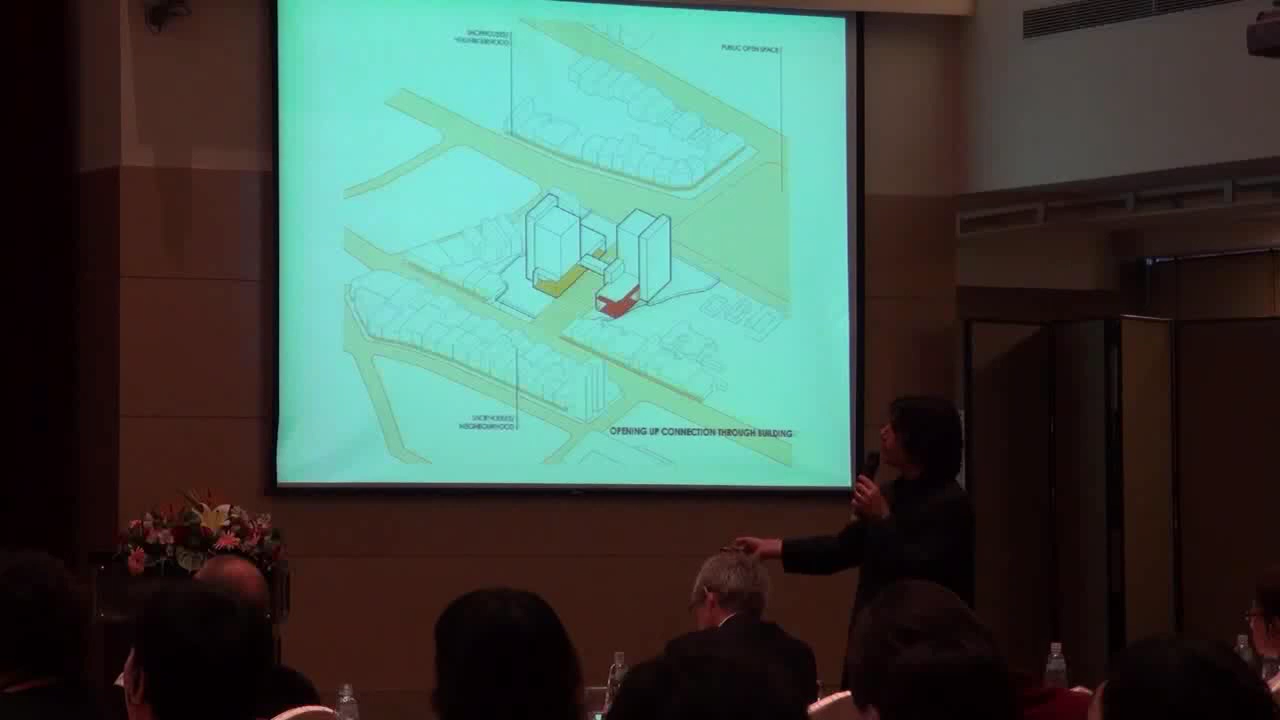 SHOPHOUSES/
NEIGHBOURHOOD
PUBLIC OPEN SPACE
SHOPHOUSES/
NEIGHBOURHOOD
OPENING UP CONNECTION THROUGH BUILDING